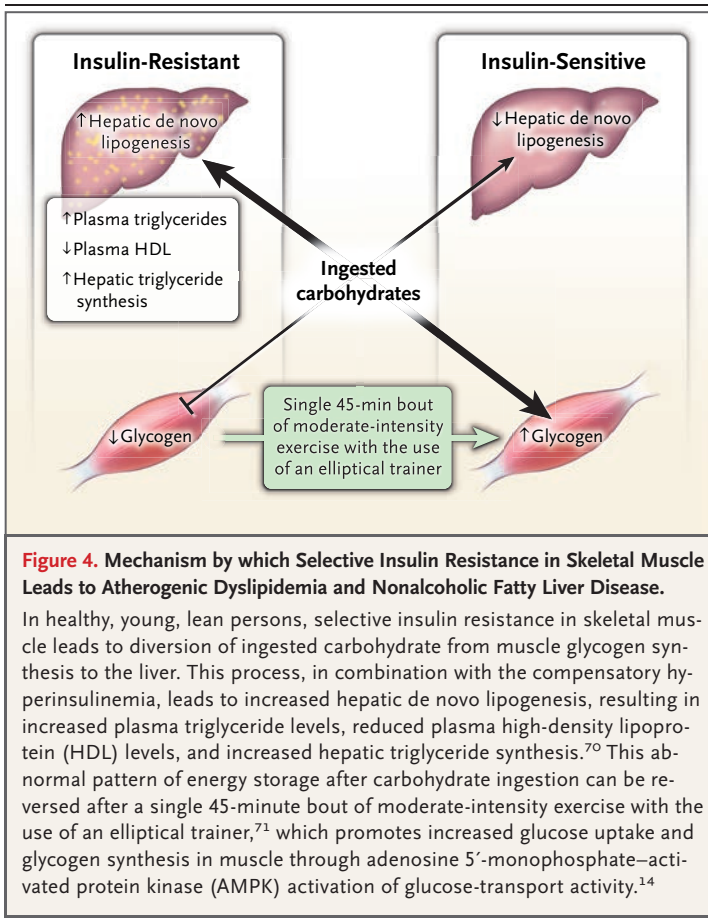 Insulin-Resistant
↑Hepatic de novo
lipogenesis
↑Plasma triglycerides
↓Plasma HDL
↑Hepatic triglyceride
synthesis
Insulin-Sensitive
↓Hepatic de novo
lipogenesis
Ingested
carbohydrates
↓Glycogen
Single 45-min bout
of moderate-intensity
exercise with the use
of an elliptical trainer
↑Glycogen
Figure 4. Mechanism by which Selective Insulin Resistance in Skeletal Muscle
Leads to Atherogenic Dyslipidemia and Nonalcoholic Fatty Liver Disease.
In healthy, young, lean persons, selective insulin resistance in skeletal mus-
cle leads to diversion of ingested carbohydrate from muscle glycogen syn-
thesis to the liver. This process, in combination with the compensatory hy-
perinsulinemia, leads to increased hepatic de novo lipogenesis, resulting in
increased plasma triglyceride levels, reduced plasma high-density lipopro-
tein (HDL) levels, and increased hepatic triglyceride synthesis.⁷⁰ This ab-
normal pattern of energy storage after carbohydrate ingestion can be re-
versed after a single 45-minute bout of moderate-intensity exercise with the
use of an elliptical trainer,⁷¹ which promotes increased glucose uptake and
glycogen synthesis in muscle through adenosine 5′-monophosphate–acti-
vated protein kinase (AMPK) activation of glucose-transport activity.¹⁴